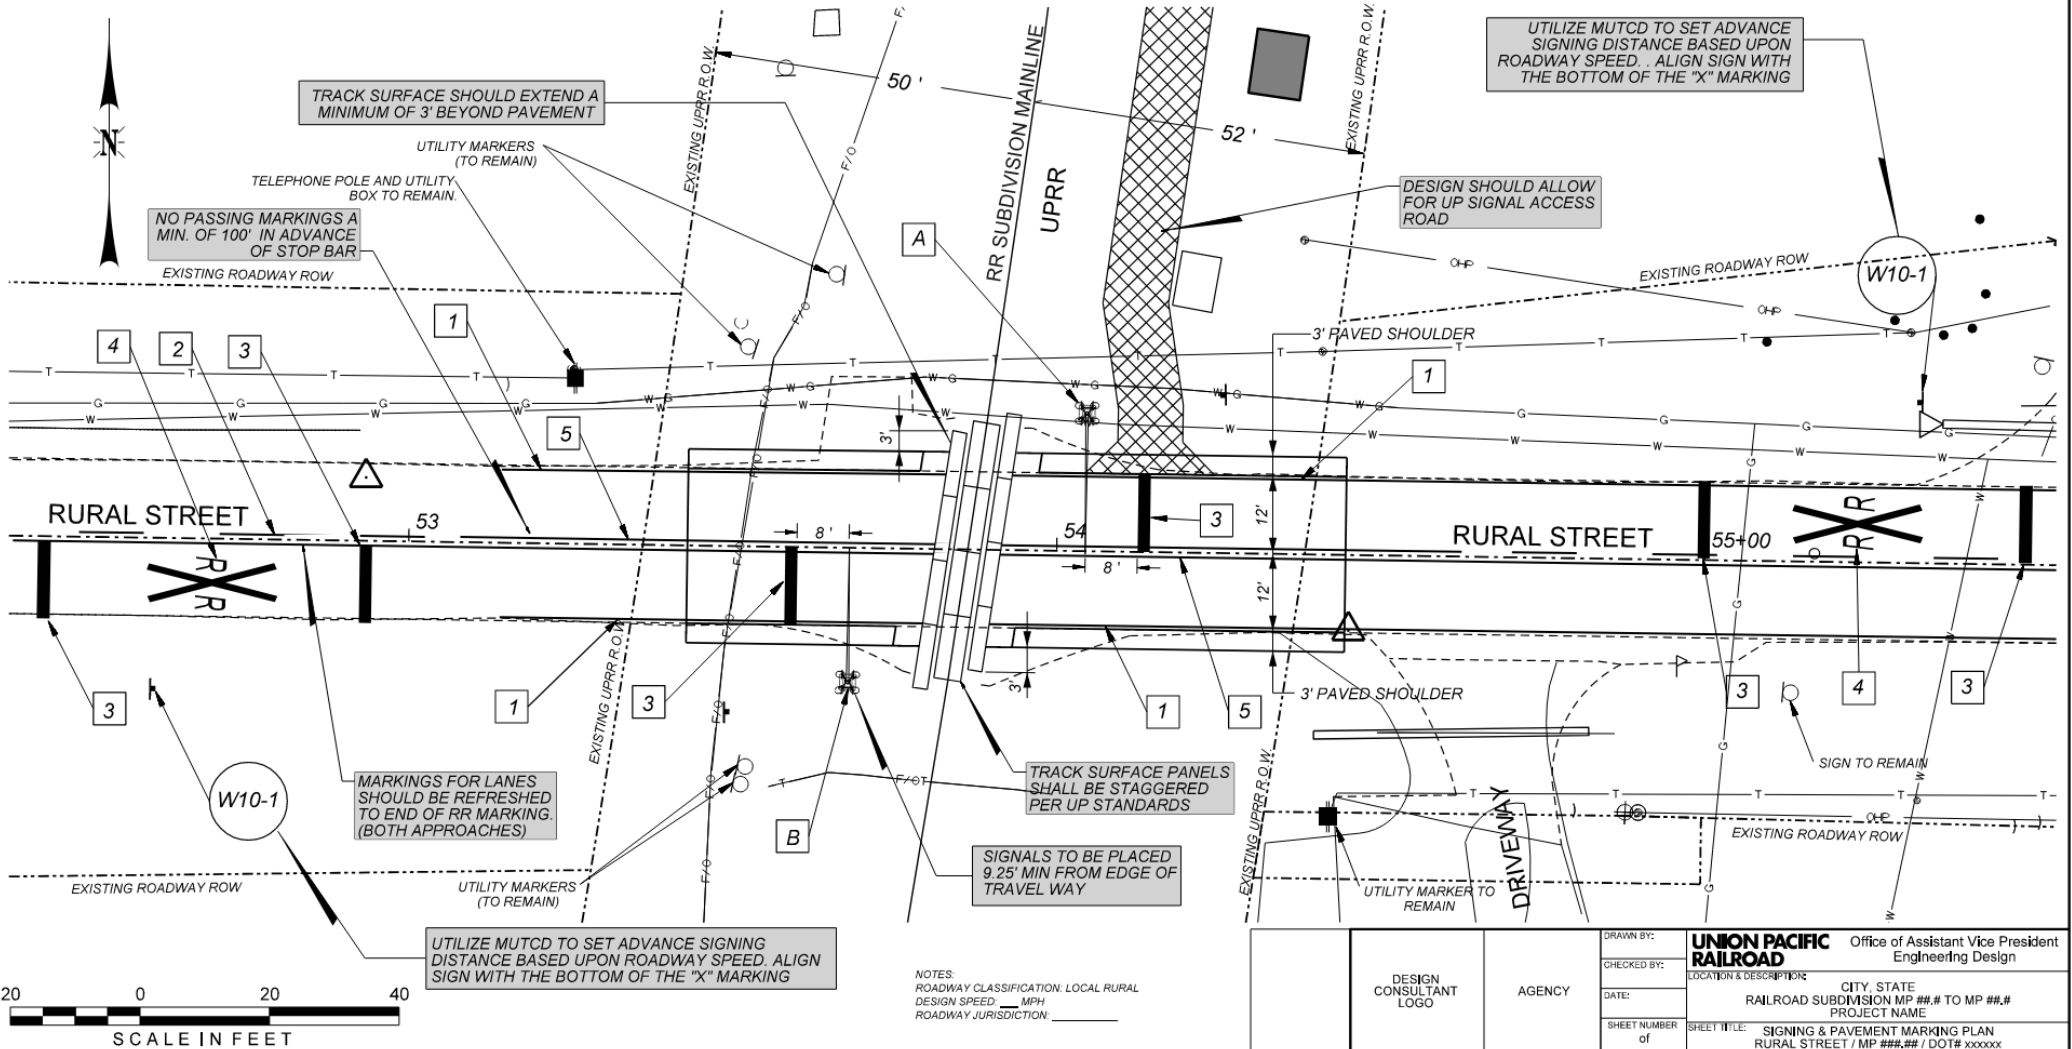 UTILIZE MUTCD TO SET ADVANCE
SIGNING DISTANCE BASED UPON
ROADWAY SPEED. . ALIGN SIGN WITH
THE BOTTOM OF THE "X" MARKING
N
TRACK SURFACE SHOULD EXTEND A
MINIMUM OF 3' BEYOND PAVEMENT
EXISTING UPRR R.O.W.
50 '
52 '
EXISTING UPRR R.O.W.
RR SUBDIVISION MAINLINE
UPRR
UTILITY MARKERS
(TO REMAIN)
TELEPHONE POLE AND UTILITY
BOX TO REMAIN.
NO PASSING MARKINGS A
MIN. OF 100' IN ADVANCE
OF STOP BAR
EXISTING ROADWAY ROW
DESIGN SHOULD ALLOW
FOR UP SIGNAL ACCESS
ROAD
A
EXISTING ROADWAY ROW
W10-1
OHP
OHP
F/O
F/O
F/O
4
2
3
1
5
3' PAVED SHOULDER
1
3'
RURAL STREET
53
8 '
54
8 '
3
12'
12'
RURAL STREET
55+00
R R
R R
3
1
3
1
5
3
4
3
3'
3' PAVED SHOULDER
EXISTING UPRR R.O.W.
SIGN TO REMAIN
W10-1
MARKINGS FOR LANES
SHOULD BE REFRESHED
TO END OF RR MARKING.
(BOTH APPROACHES)
B
TRACK SURFACE PANELS
SHALL BE STAGGERED
PER UP STANDARDS
SIGNALS TO BE PLACED
9.25' MIN FROM EDGE OF
TRAVEL WAY
EXISTING UPRR R.O.W.
DRIVEWAY
OHP
EXISTING ROADWAY ROW
UTILITY MARKER TO
REMAIN
EXISTING ROADWAY ROW
UTILITY MARKERS
(TO REMAIN)
UTILIZE MUTCD TO SET ADVANCE SIGNING
DISTANCE BASED UPON ROADWAY SPEED. ALIGN
SIGN WITH THE BOTTOM OF THE "X" MARKING
20 0 20 40
SCALE IN FEET
NOTES:
ROADWAY CLASSIFICATION: LOCAL RURAL
DESIGN SPEED: ___ MPH
ROADWAY JURISDICTION: __________
DESIGN
CONSULTANT
LOGO
AGENCY
DRAWN BY:
CHECKED BY:
DATE:
SHEET NUMBER
of
UNION PACIFIC
RAILROAD
Office of Assistant Vice President
Engineering Design
LOCATION & DESCRIPTION:
CITY, STATE
RAILROAD SUBDIVISION MP ##.# TO MP ##.#
PROJECT NAME
SHEET TITLE:
SIGNING & PAVEMENT MARKING PLAN
RURAL STREET / MP ###.## / DOT# xxxxxx